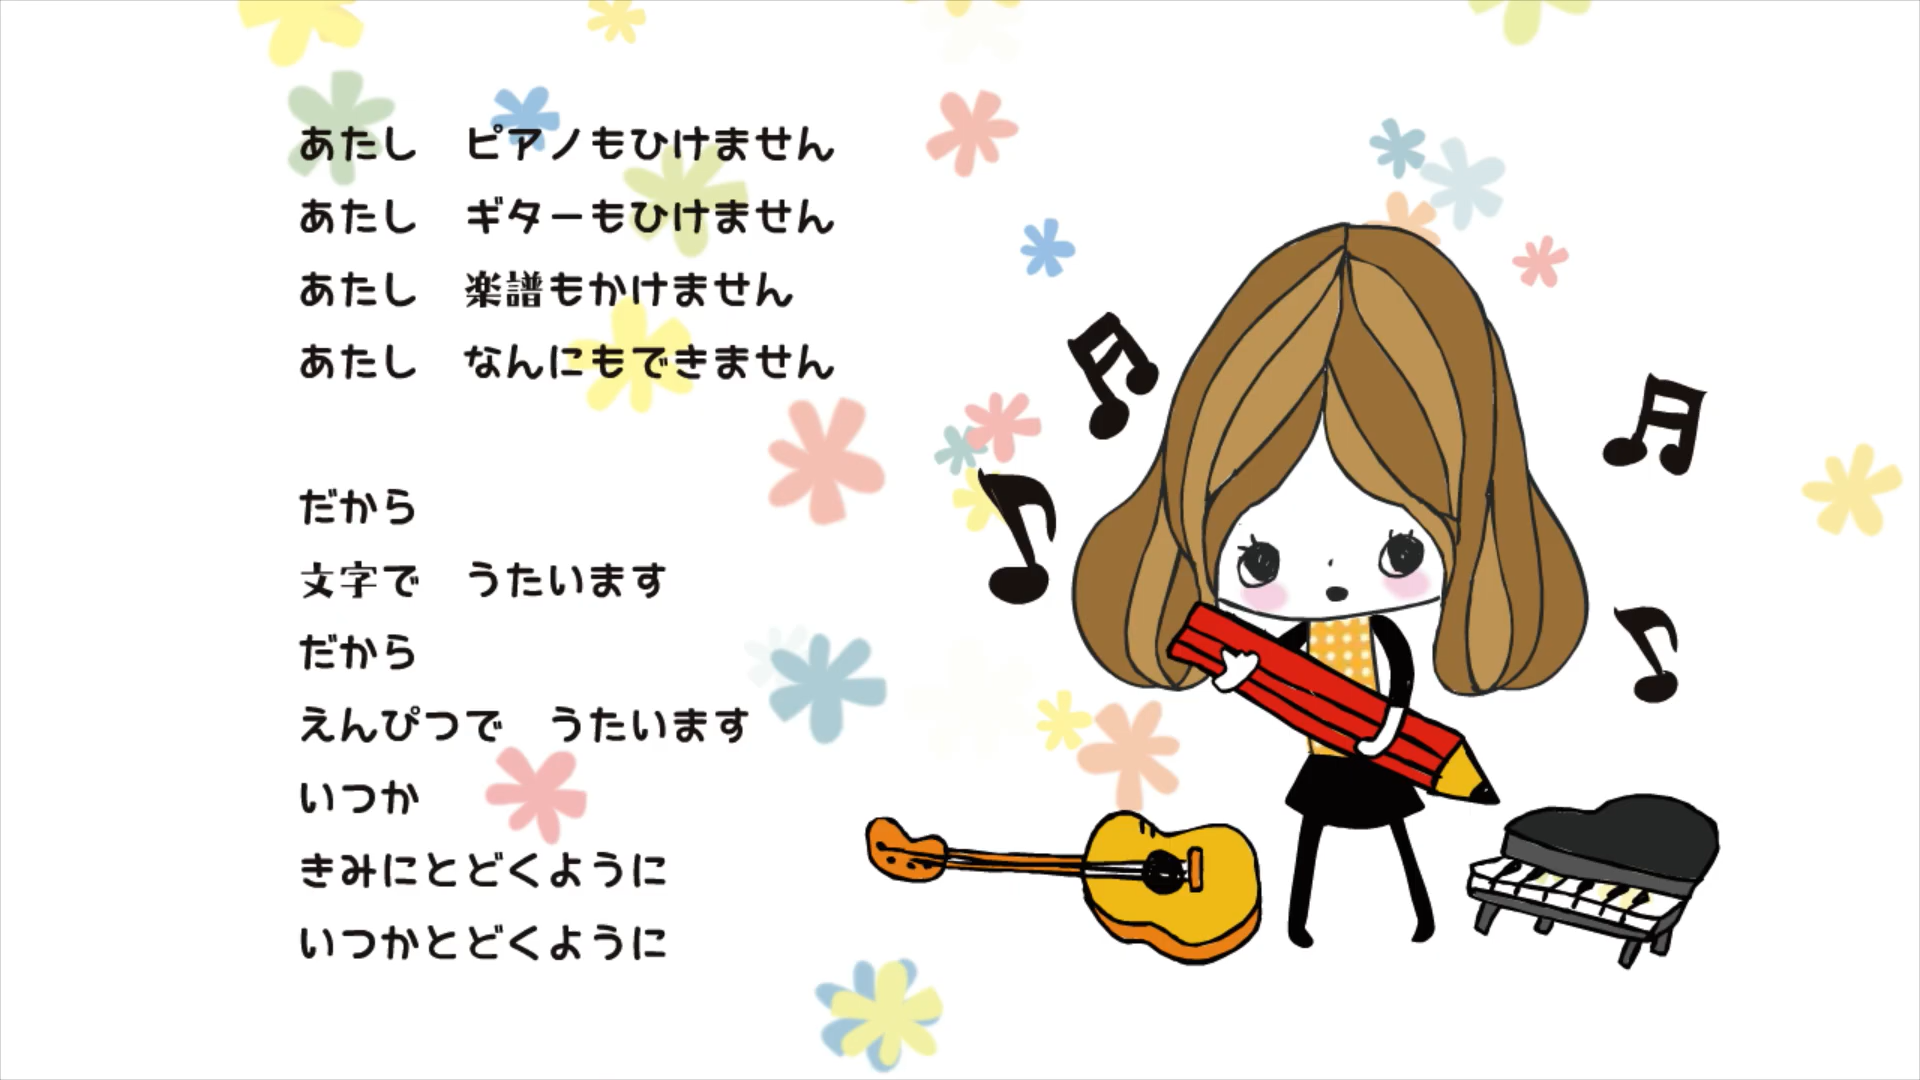 あたし　ピアノもひけません
あたし　ギターもひけません
あたし　楽譜もかけません
あたし　なんにもできません
だから
文字で　うたいます
だから
えんぴつで　うたいます
いつか
きみにとどくように
いつかとどくように